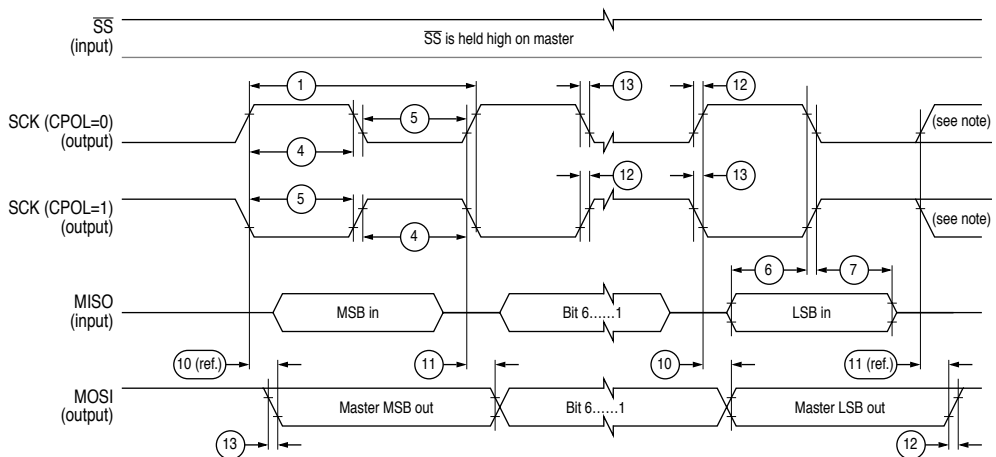 SS
(input)
SS is held high on master
1
13
12
SCK (CPOL=0)
(output)
5
4
(see note)
SCK (CPOL=1)
(output)
5
12
13
4
(see note)
6
7
MISO
(input)
MSB in
Bit 6......1
LSB in
10 (ref.)
11
10
11 (ref.)
MOSI
(output)
Master MSB out
Bit 6......1
Master LSB out
13
12